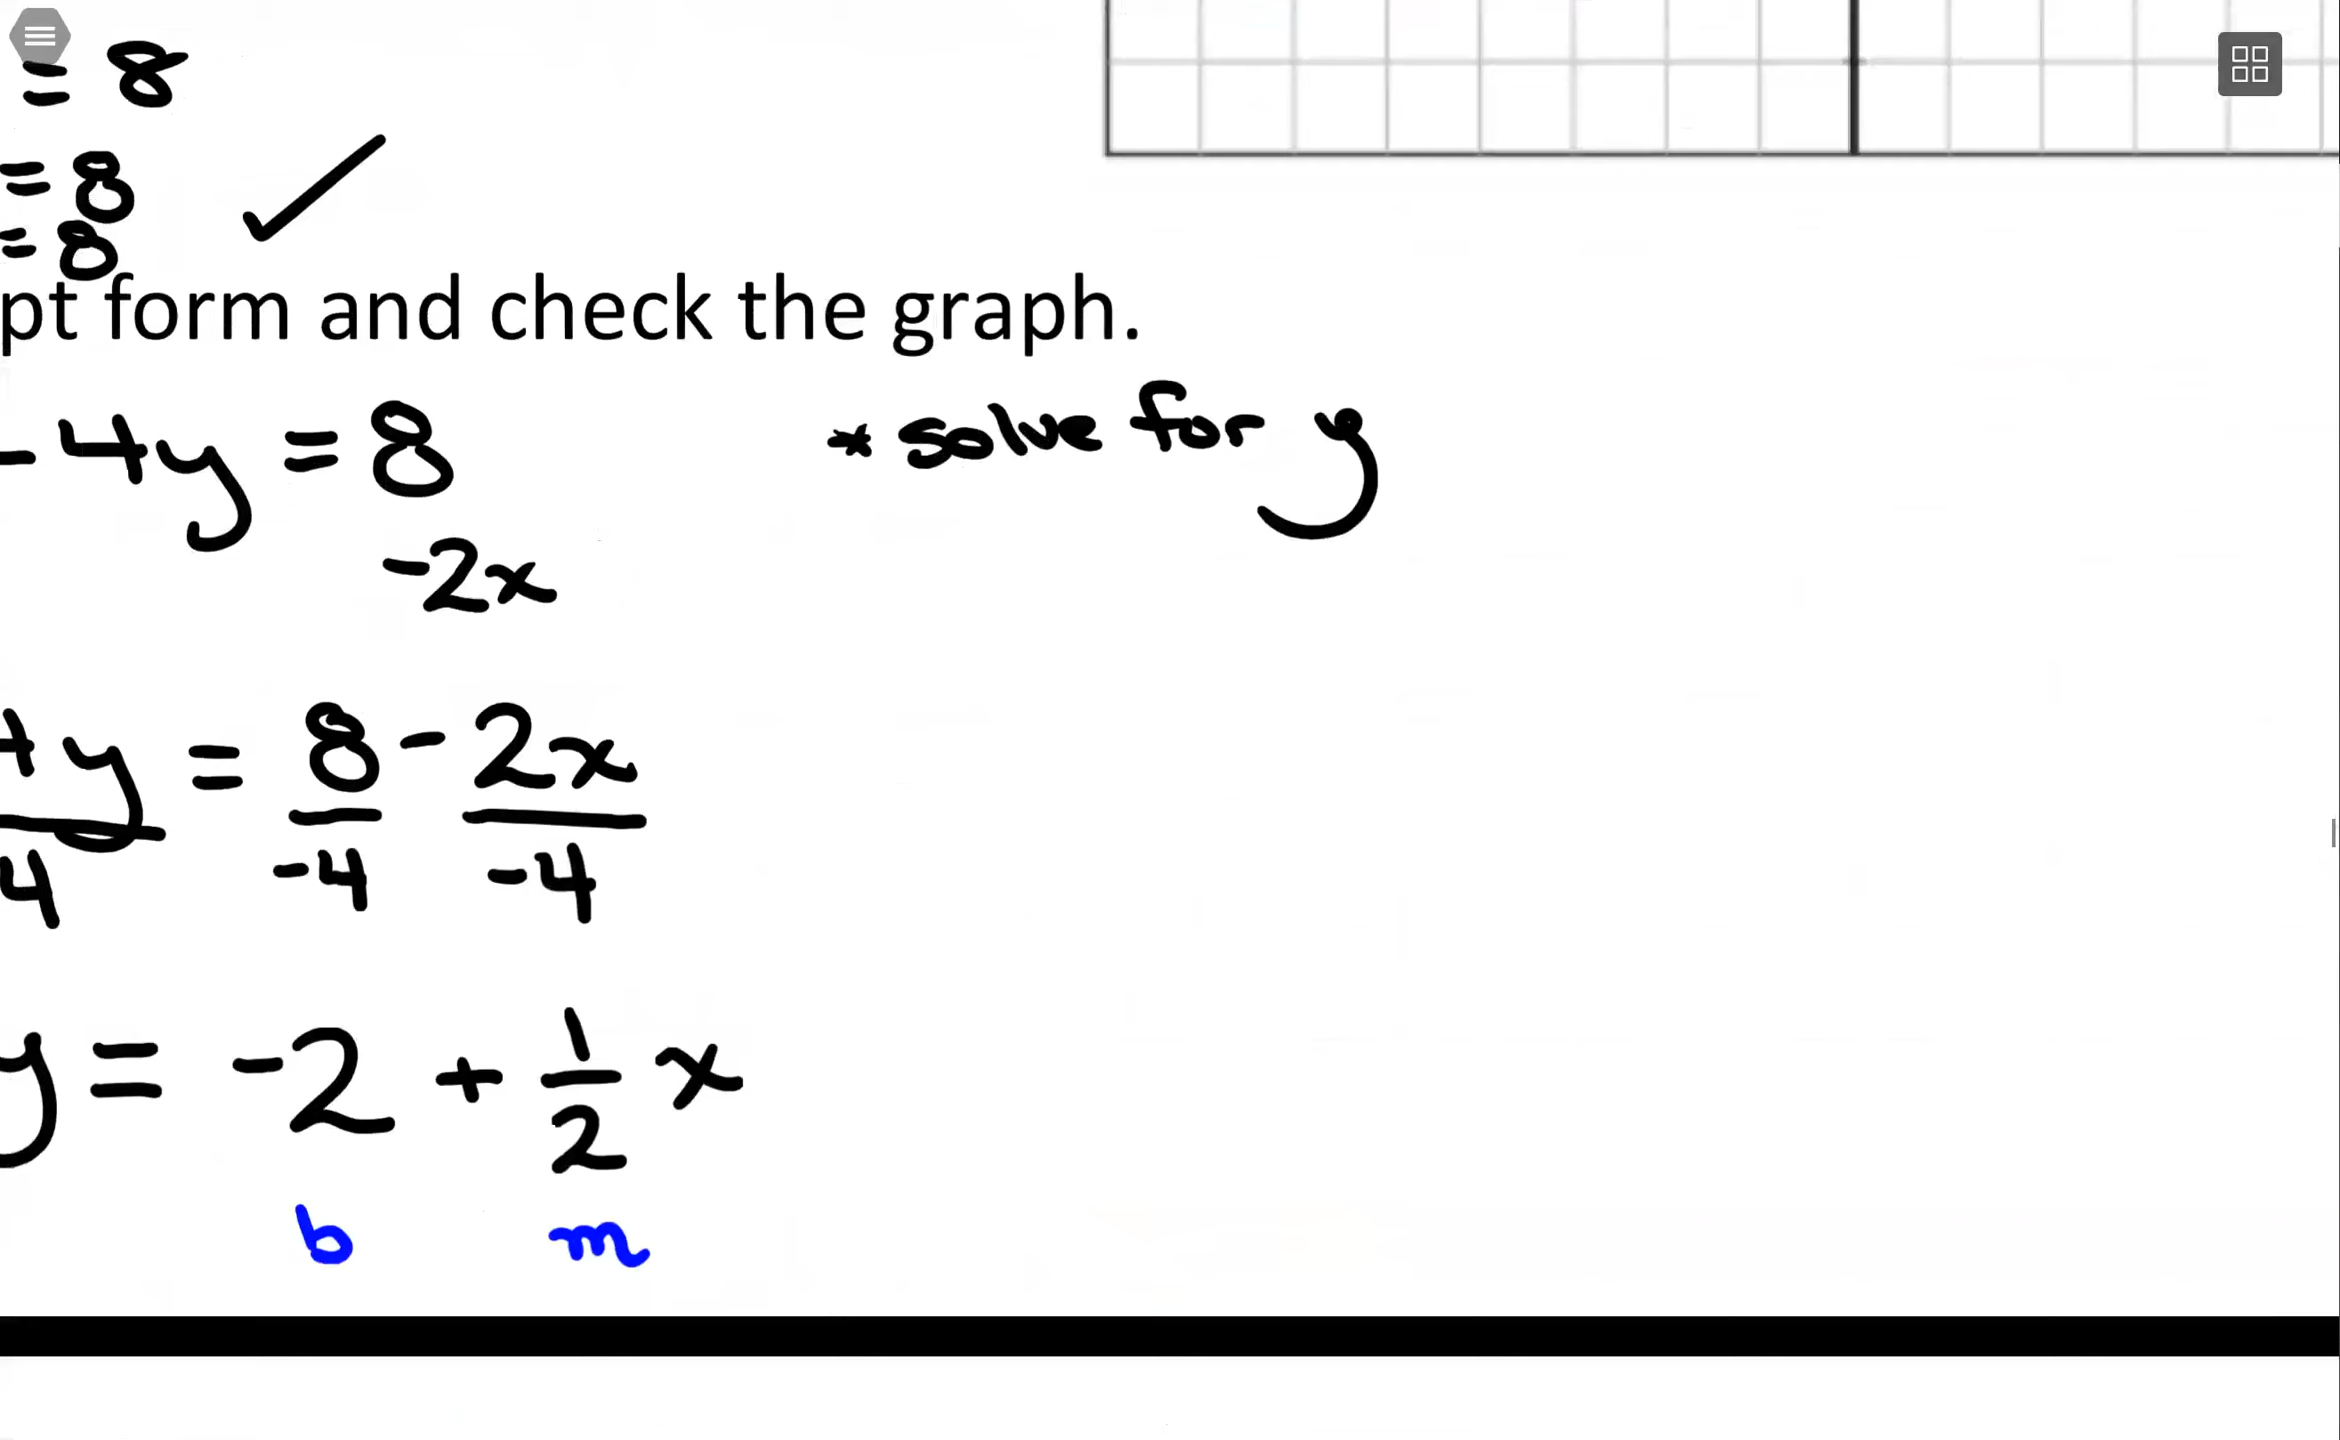 = 8
= 8
= 8
pt form and check the graph.
- 4y = 8 * solve for y
-2x
4y = 8 - 2x
4 -4 -4
y = -2 + 1/2 x
b m